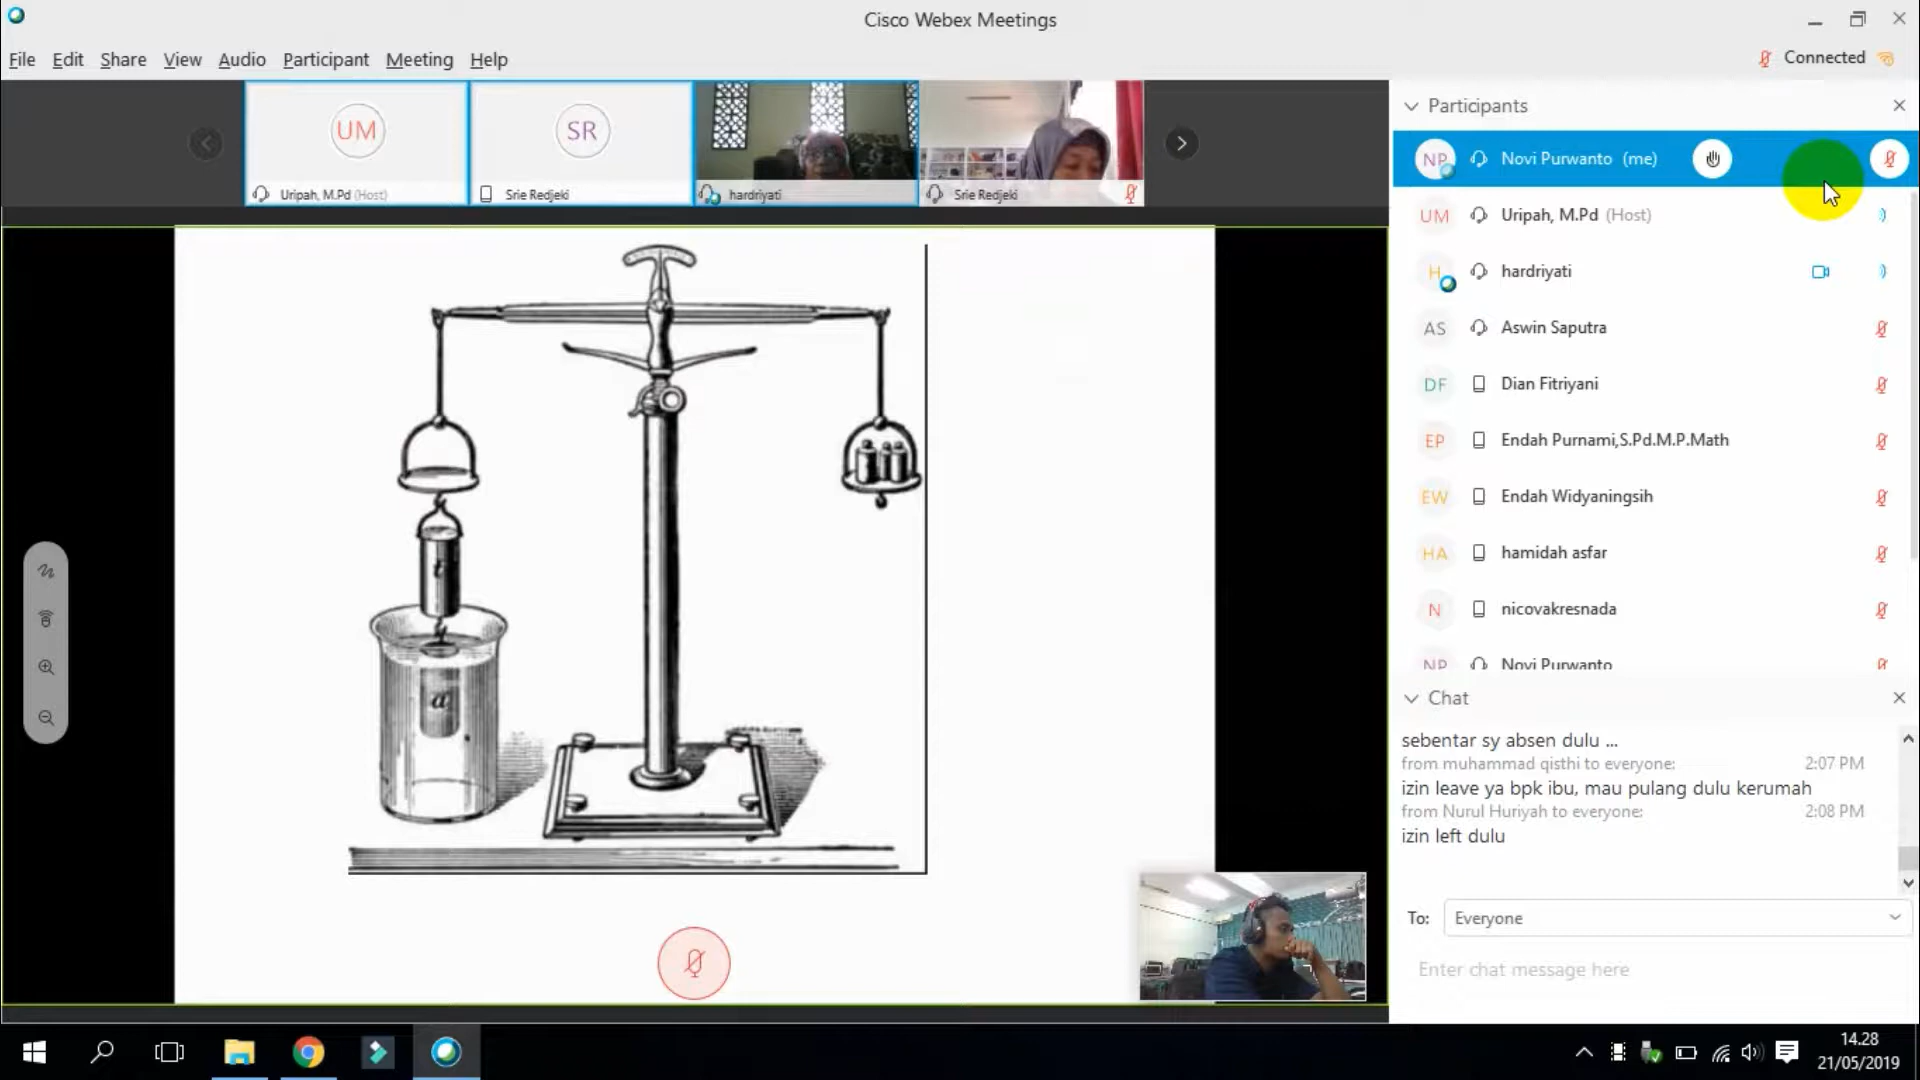 Cisco Webex Meetings
File Edit Share View Audio Participant Meeting Help
Connected
UM
Uripah, M.Pd (Host)
SR
Srie Redjeki
hardriyati
Srie Redjeki
t
a
Participants
NP Novi Purwanto (me)
UM Uripah, M.Pd (Host)
H hardriyati
AS Aswin Saputra
DF Dian Fitriyani
EP Endah Purnami,S.Pd.M.P.Math
EW Endah Widyaningsih
HA hamidah asfar
N nicovakresnada
NP Novi Purwanto
Chat
sebentar sy absen dulu ...
from muhammad qisthi to everyone: 2:07 PM
izin leave ya bpk ibu, mau pulang dulu kerumah
from Nurul Huriyah to everyone: 2:08 PM
izin left dulu
To: Everyone
Enter chat message here
14.28
21/05/2019